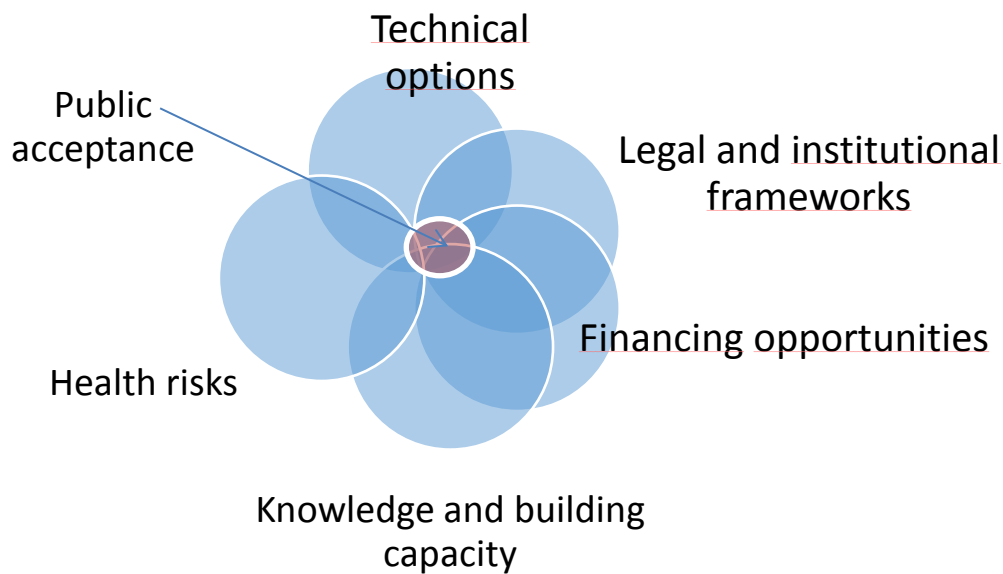 Technical
options
Public
acceptance
Legal and institutional
frameworks
Financing opportunities
Health risks
Knowledge and building
capacity